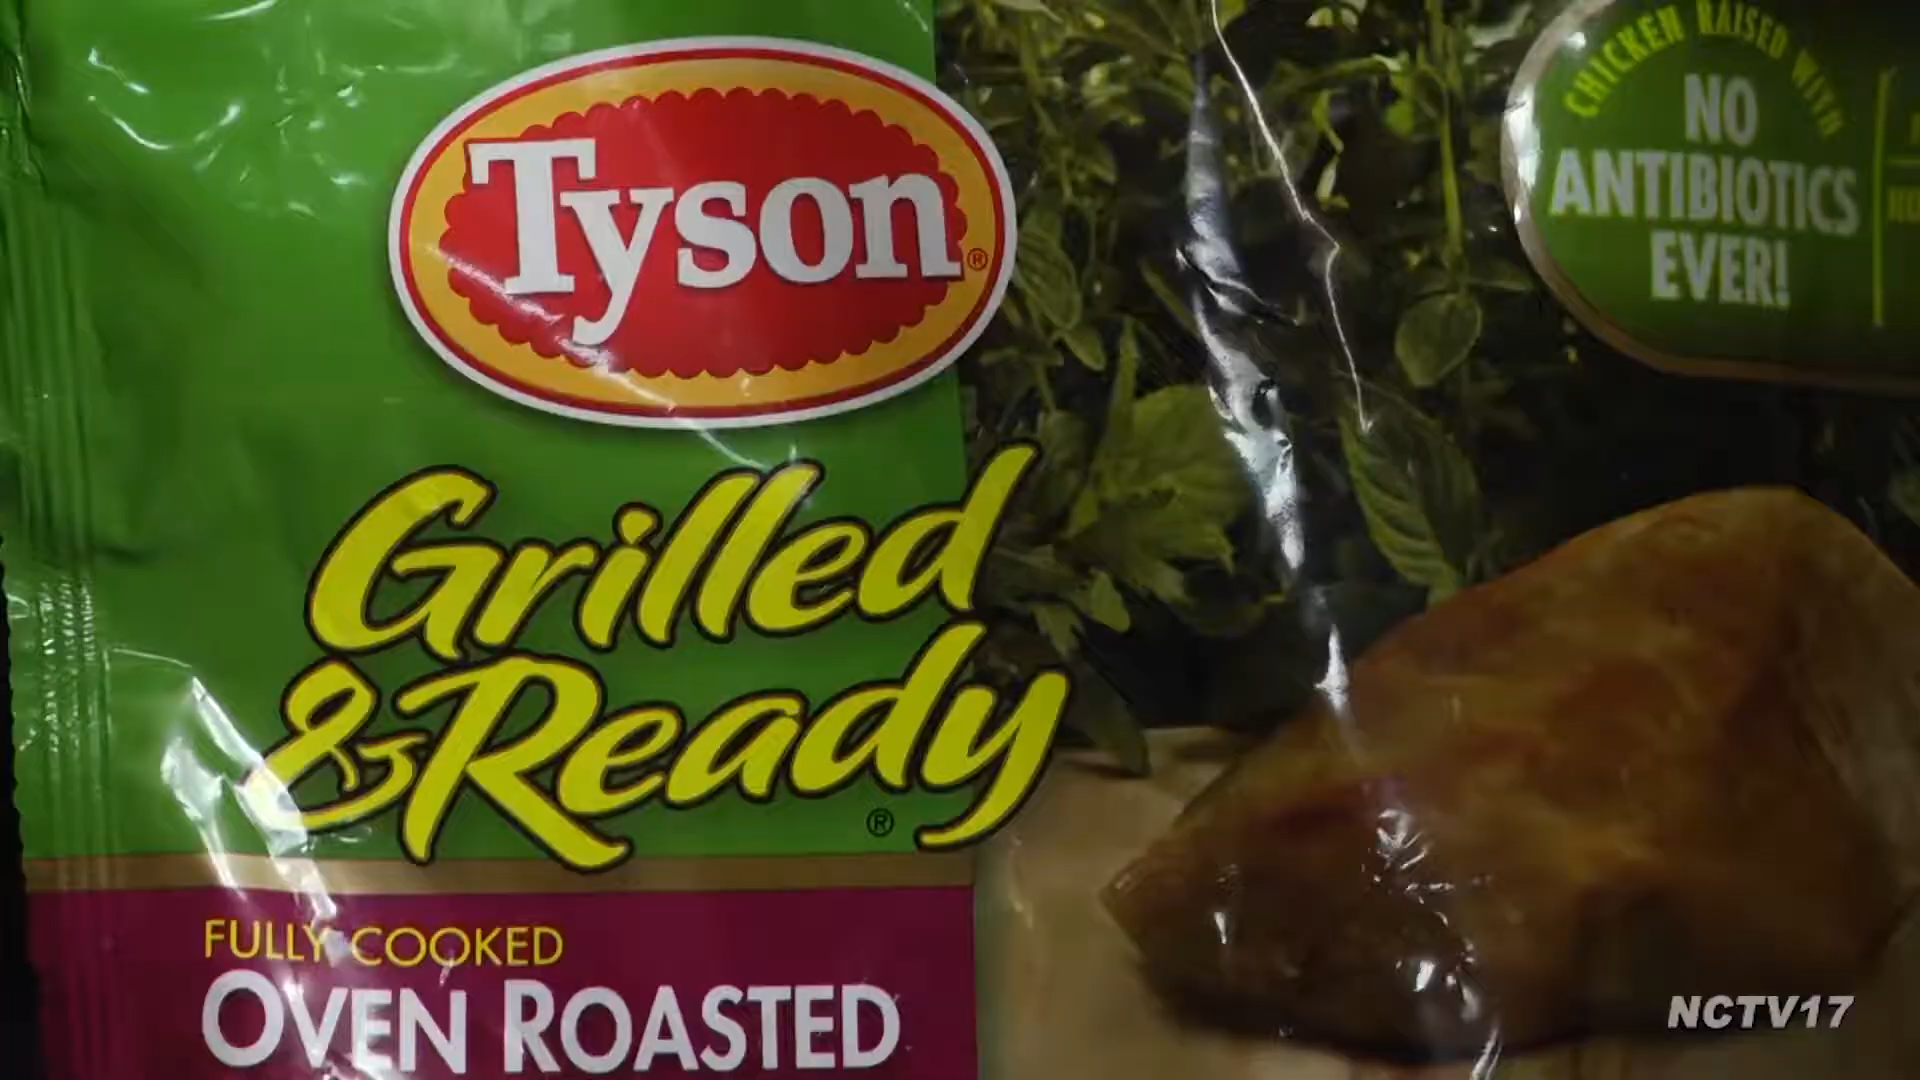 Tyson®
Grilled
& Ready®
FULLY COOKED
OVEN ROASTED
CHICKEN RAISED WITH
NO
ANTIBIOTICS
EVER!
NCTV17